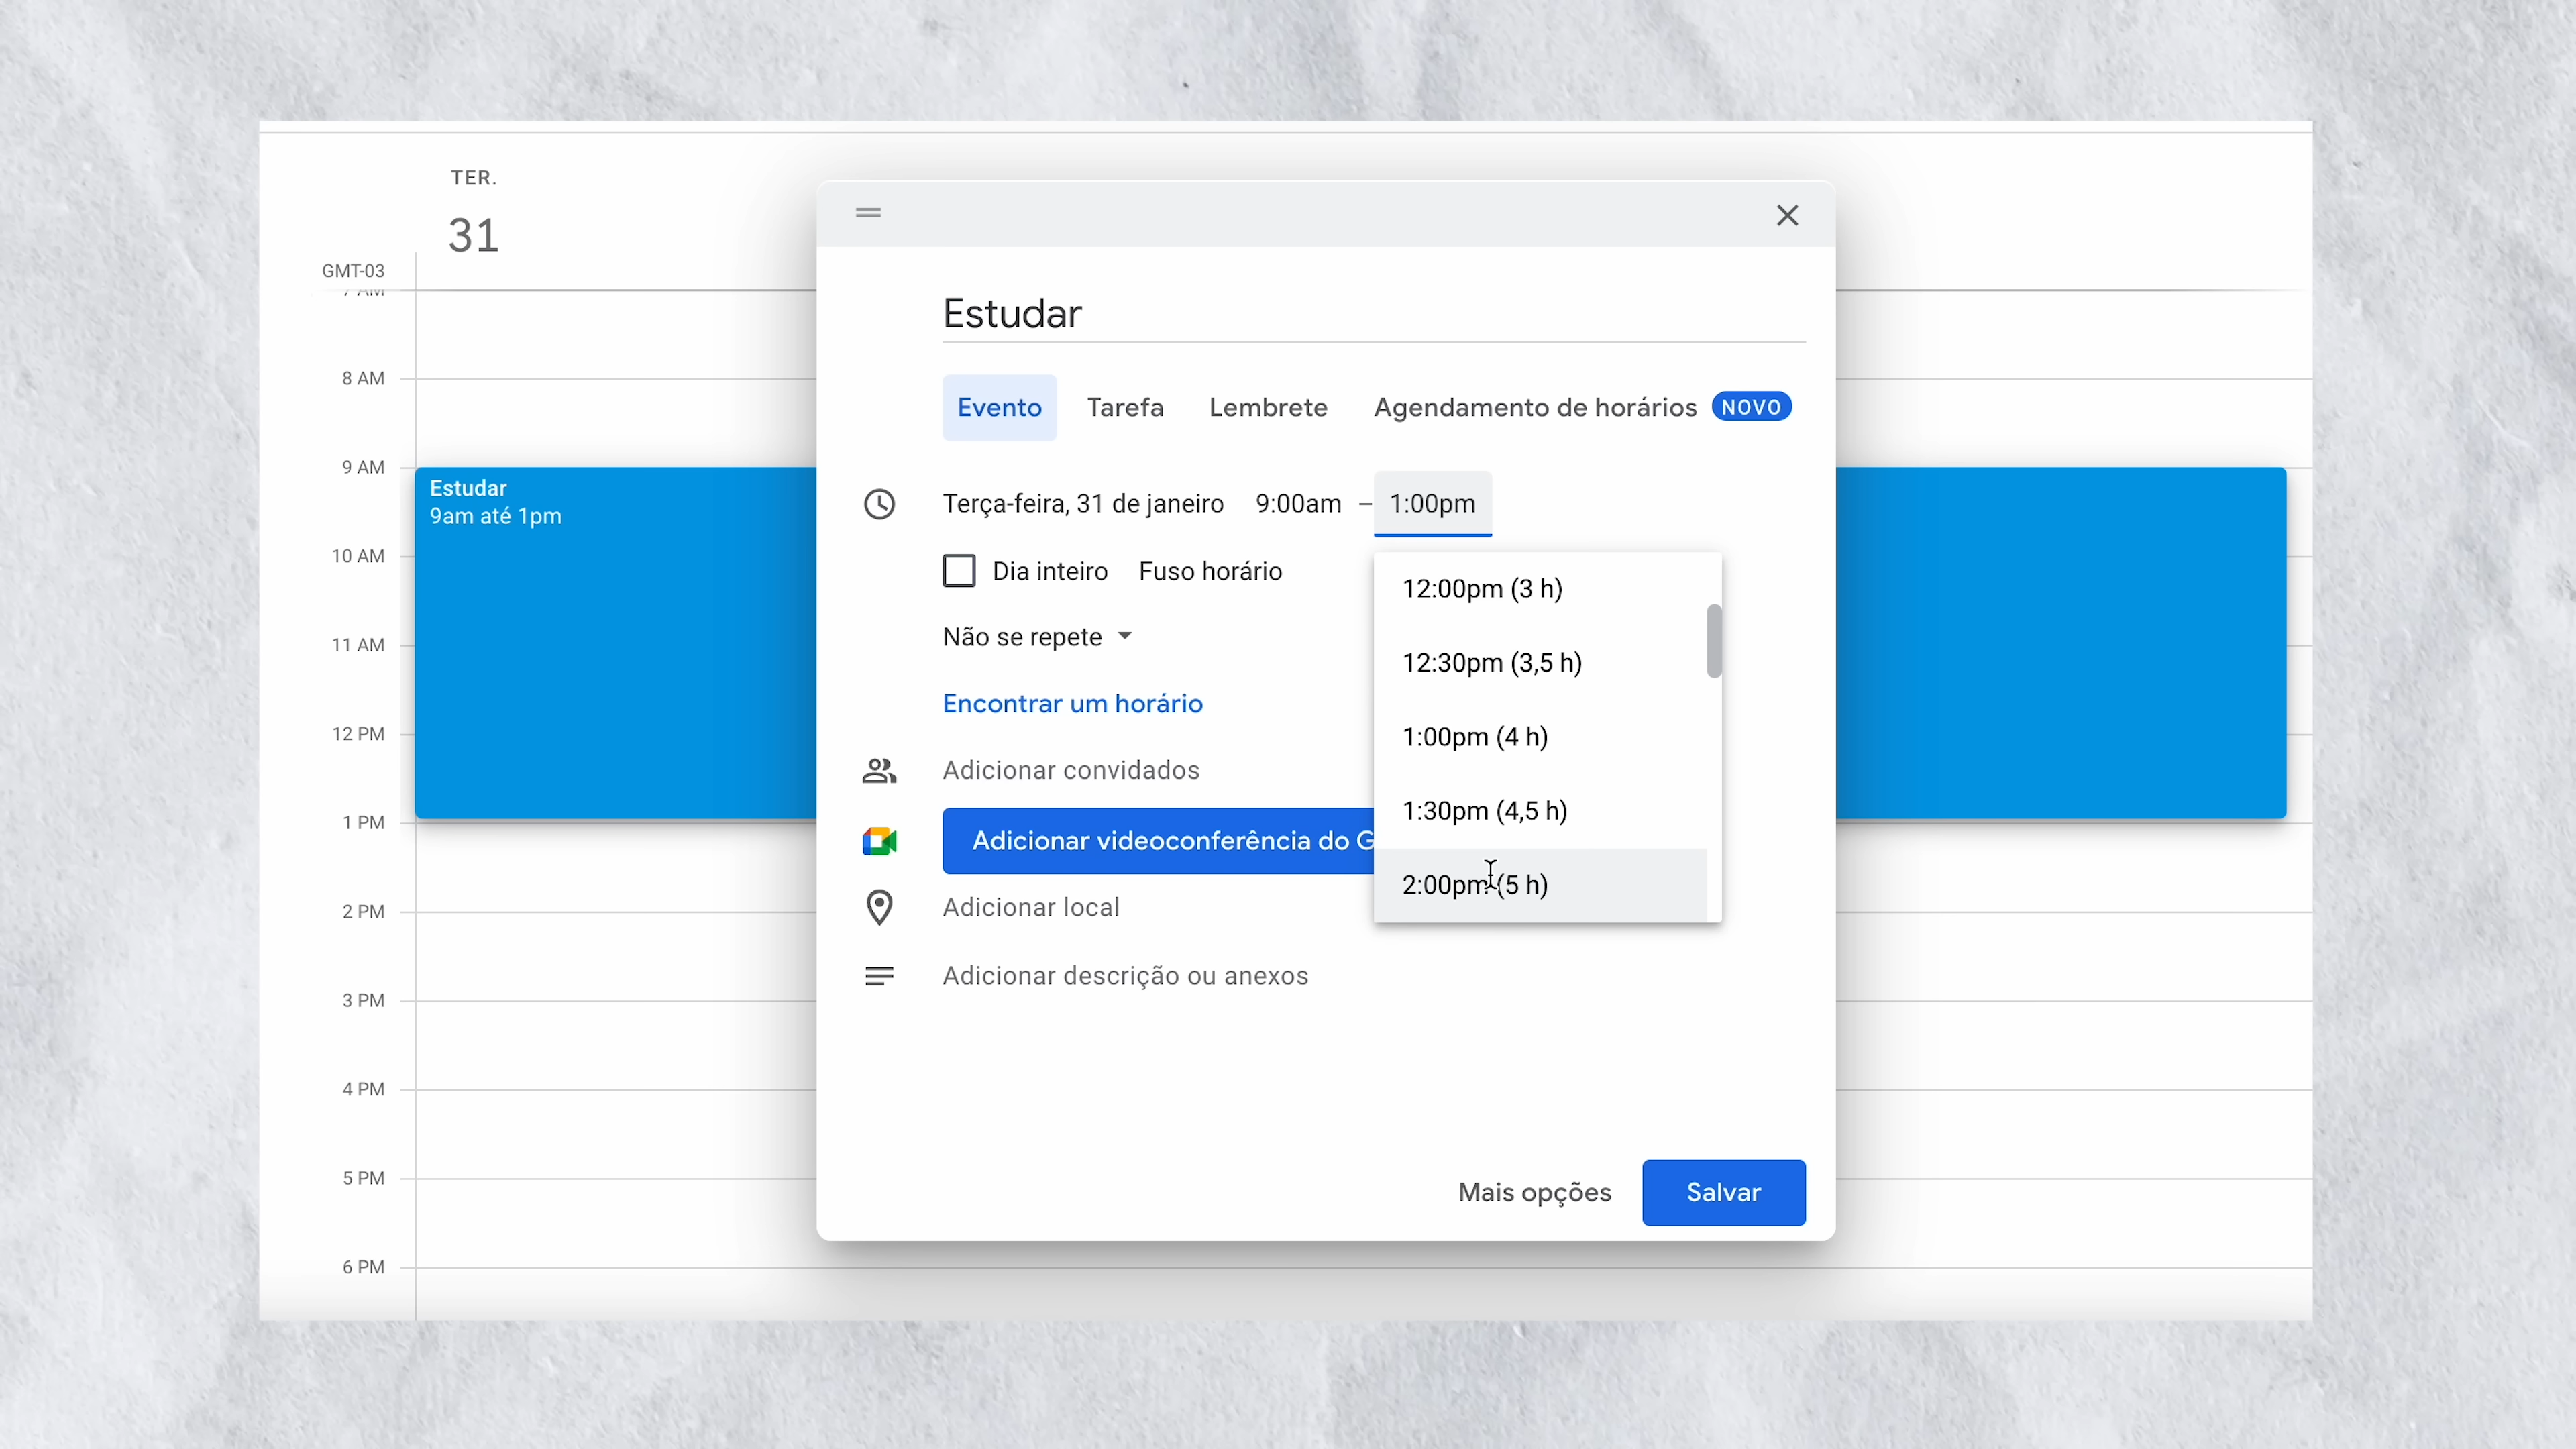 TER.
31
GMT-03
7 AM
8 AM
9 AM
10 AM
11 AM
12 PM
1 PM
2 PM
3 PM
4 PM
5 PM
6 PM
Estudar
9am até 1pm
Estudar
Evento Tarefa Lembrete Agendamento de horários NOVO
Terça-feira, 31 de janeiro 9:00am – 1:00pm
Dia inteiro Fuso horário
Não se repete
Encontrar um horário
Adicionar convidados
Adicionar videoconferência do G
Adicionar local
Adicionar descrição ou anexos
12:00pm (3 h)
12:30pm (3,5 h)
1:00pm (4 h)
1:30pm (4,5 h)
2:00pm (5 h)
Mais opções Salvar